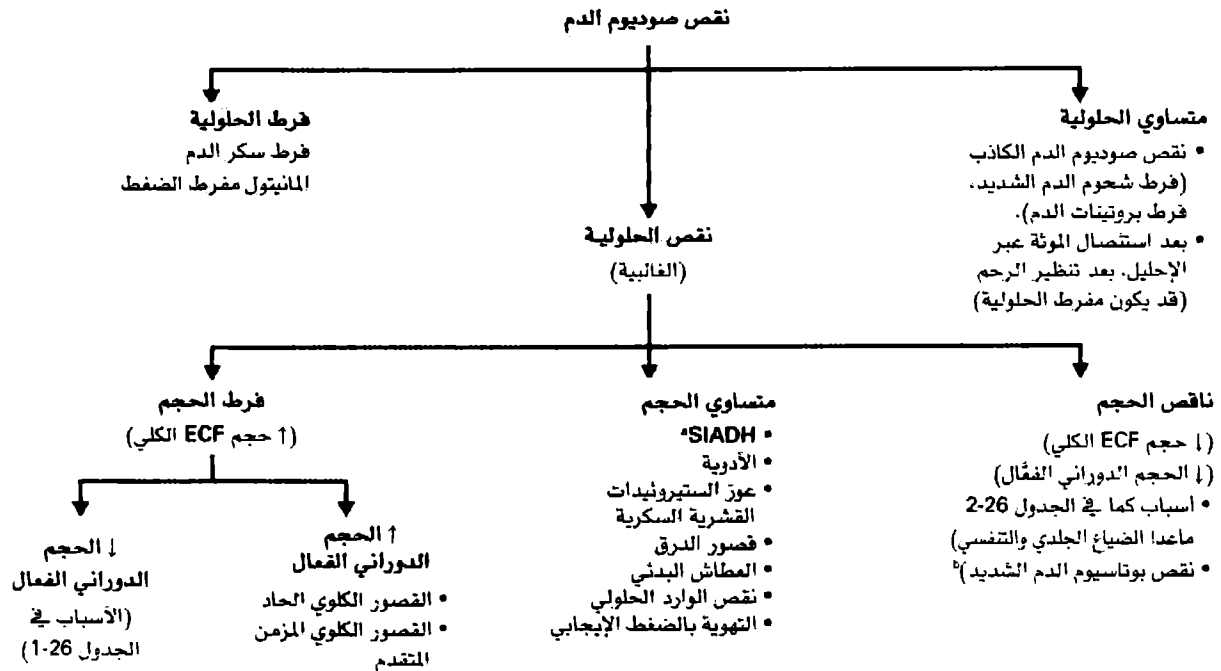 نقص صوديوم الدم
متساوي الحلولية
• نقص صوديوم الدم الكاذب
(فرط شحوم الدم الشديد،
فرط بروتينات الدم).
• بعد استئصال الموثة عبر
الإحليل. بعد تنظير الرحم
(قد يكون مفرط الحلولية)
نقص الحلولية
(الغالبية)
فرط الحلولية
فرط سكر الدم
المانيتول مفرط الضغط
ناقص الحجم
(↓ حجم ECF الكلي)
(↓ الحجم الدوراني الفعَّال)
• أسباب كما في الجدول 26-2
ماعدا الضياع الجلدي والتنفسي)
• نقص بوتاسيوم الدم الشديد)b
متساوي الحجم
• SIADHa
• الأدوية
• عوز الستيروئيدات
القشرية السكرية
• قصور الدرق
• العطاش البدئي
• نقص الوارد الحلولي
• التهوية بالضغط الإيجابي
فرط الحجم
(↑ حجم ECF الكلي)
↑ الحجم
الدوراني الفعال
• القصور الكلوي الحاد
• القصور الكلوي المزمن
المتقدم
↓ الحجم
الدوراني الفعال
(الأسباب في
الجدول 26-1)